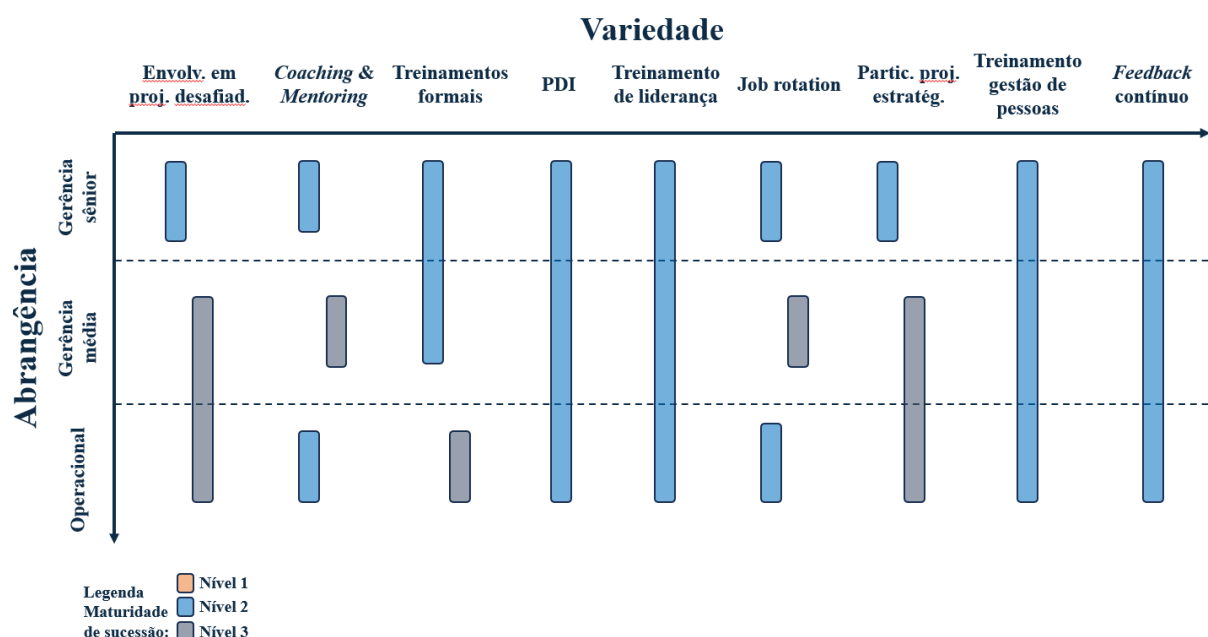 Variedade
Envolv. em
proj. desafiad.
Coaching &
Mentoring
Treinamentos
formais
PDI
Treinamento
de liderança
Job rotation
Partic. proj.
estratég.
Treinamento
gestão de
pessoas
Feedback
contínuo
Abrangência
Gerência
sênior
Gerência
média
Operacional
Legenda
Maturidade
de sucessão:
Nível 1
Nível 2
Nível 3